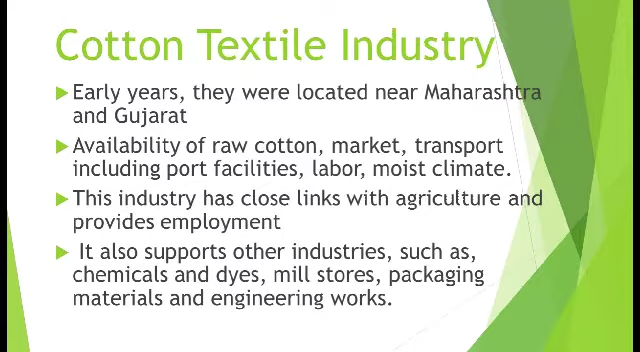 Cotton Textile Industry
Early years, they were located near Maharashtra
and Gujarat
Availability of raw cotton, market, transport
including port facilities, labor, moist climate.
This industry has close links with agriculture and
provides employment
It also supports other industries, such as,
chemicals and dyes, mill stores, packaging
materials and engineering works.